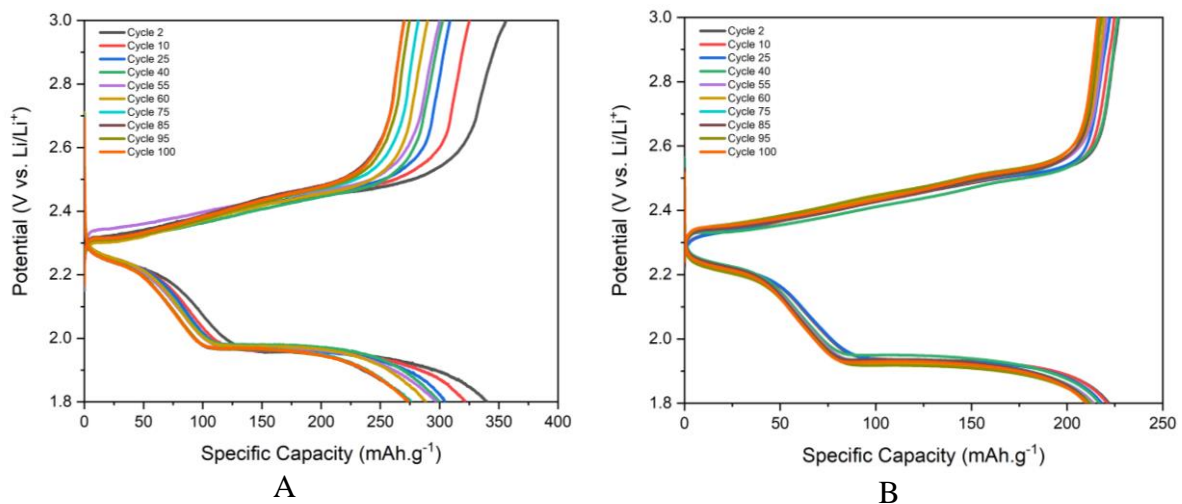 3.0
2.8
2.6
2.4
2.2
2.0
1.8
Potential (V vs. Li/Li⁺)
Cycle 2
Cycle 10
Cycle 25
Cycle 40
Cycle 55
Cycle 60
Cycle 75
Cycle 85
Cycle 95
Cycle 100
0 50 100 150 200 250 300 350 400
Specific Capacity (mAh.g⁻¹)
A
3.0
2.8
2.6
2.4
2.2
2.0
1.8
Potential (V vs. Li/Li⁺)
Cycle 2
Cycle 10
Cycle 25
Cycle 40
Cycle 55
Cycle 60
Cycle 75
Cycle 85
Cycle 95
Cycle 100
0 50 100 150 200 250
Specific Capacity (mAh.g⁻¹)
B